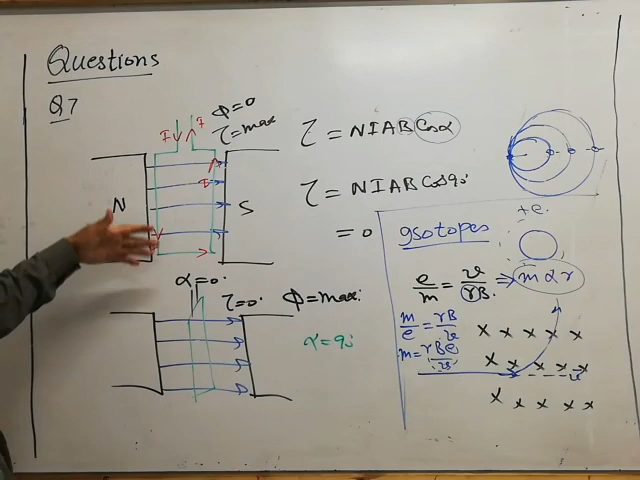 Questions
Q7
I I Φ=0
τ=max
I
N S
τ = NIAB Cosα
τ = NIAB Cos90
= 0
α=0.
τ=0. Φ=max.
α=90
+e
Isotopes
e/m = v/rB ⇒ m α r
m/e = rB/v
m = rBe/v
x x x x x
x x x x x
v
x x x x x